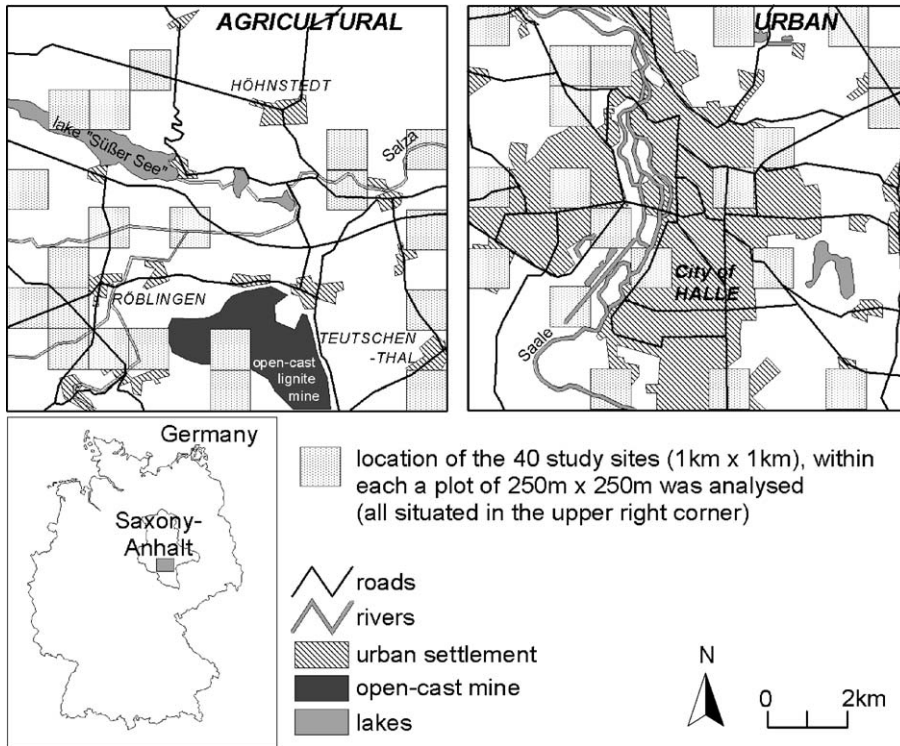 AGRICULTURAL
HÖHNSTEDT
lake "Süßer See"
Salza
RÖBLINGEN
TEUTSCHEN
-THAL
open-cast
lignite
mine
URBAN
City of
HALLE
Saale
Germany
Saxony-
Anhalt
location of the 40 study sites (1km x 1km), within
each a plot of 250m x 250m was analysed
(all situated in the upper right corner)
roads
rivers
urban settlement
open-cast mine
lakes
N
0 2km